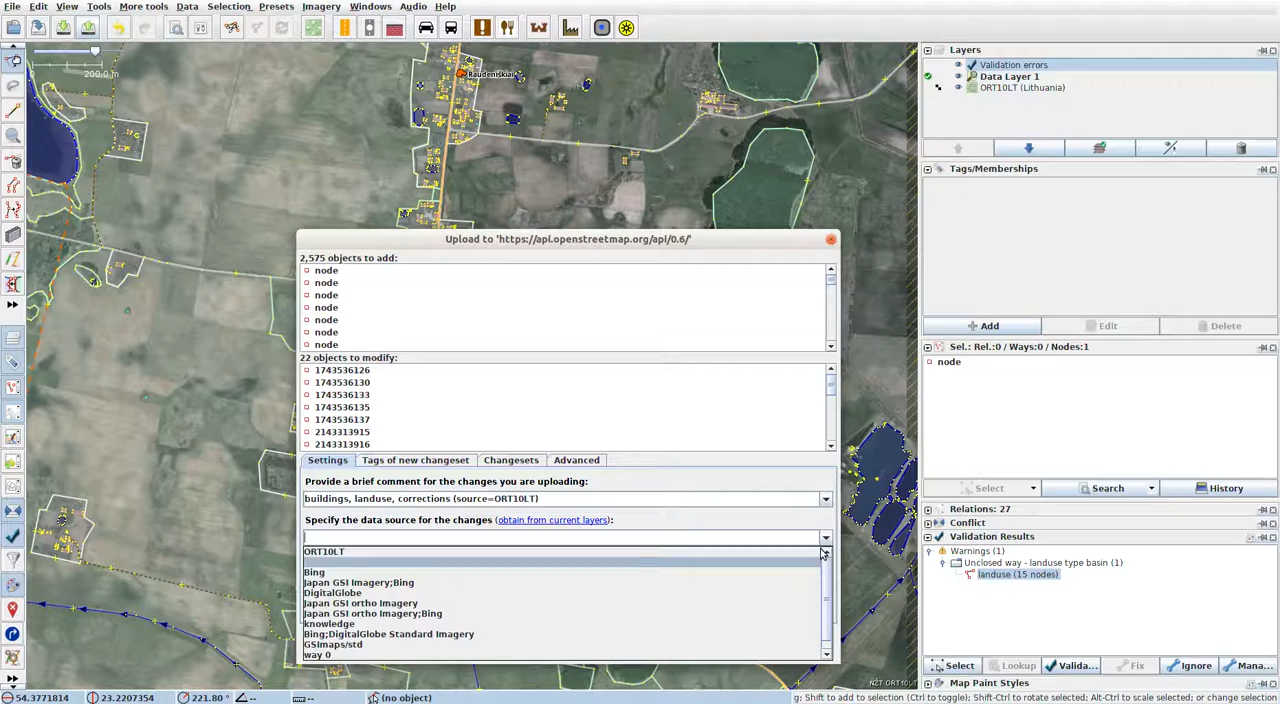 File Edit View Tools More tools Data Selection Presets Imagery Windows Audio Help
200.0 m
Raudeniškiai
Layers
Validation errors
Data Layer 1
ORT10LT (Lithuania)
Tags/Memberships
Add Edit Delete
Sel.: Rel.:0 / Ways:0 / Nodes:1
node
Select Search History
Relations: 27
Conflict
Validation Results
Warnings (1)
Unclosed way - landuse type basin (1)
landuse (15 nodes)
Select Lookup Valida... Fix Ignore Mana...
Map Paint Styles
Upload to 'https://api.openstreetmap.org/api/0.6/'
2,575 objects to add:
node
node
node
node
node
node
node
22 objects to modify:
1743536126
1743536130
1743536133
1743536135
1743536137
2143313915
2143313916
Settings Tags of new changeset Changesets Advanced
Provide a brief comment for the changes you are uploading:
buildings, landuse, corrections (source=ORT10LT)
Specify the data source for the changes (obtain from current layers):
ORT10LT
Bing
Japan GSI Imagery;Bing
DigitalGlobe
Japan GSI ortho Imagery
Japan GSI ortho Imagery;Bing
knowledge
Bing;DigitalGlobe Standard Imagery
GSImaps/std
way 0
NŽT ORT10LT
54.3771814 23.2207354 221.80 ° -- -- (no object) g; Shift to add to selection (Ctrl to toggle); Shift-Ctrl to rotate selected; Alt-Ctrl to scale selected; or change selection